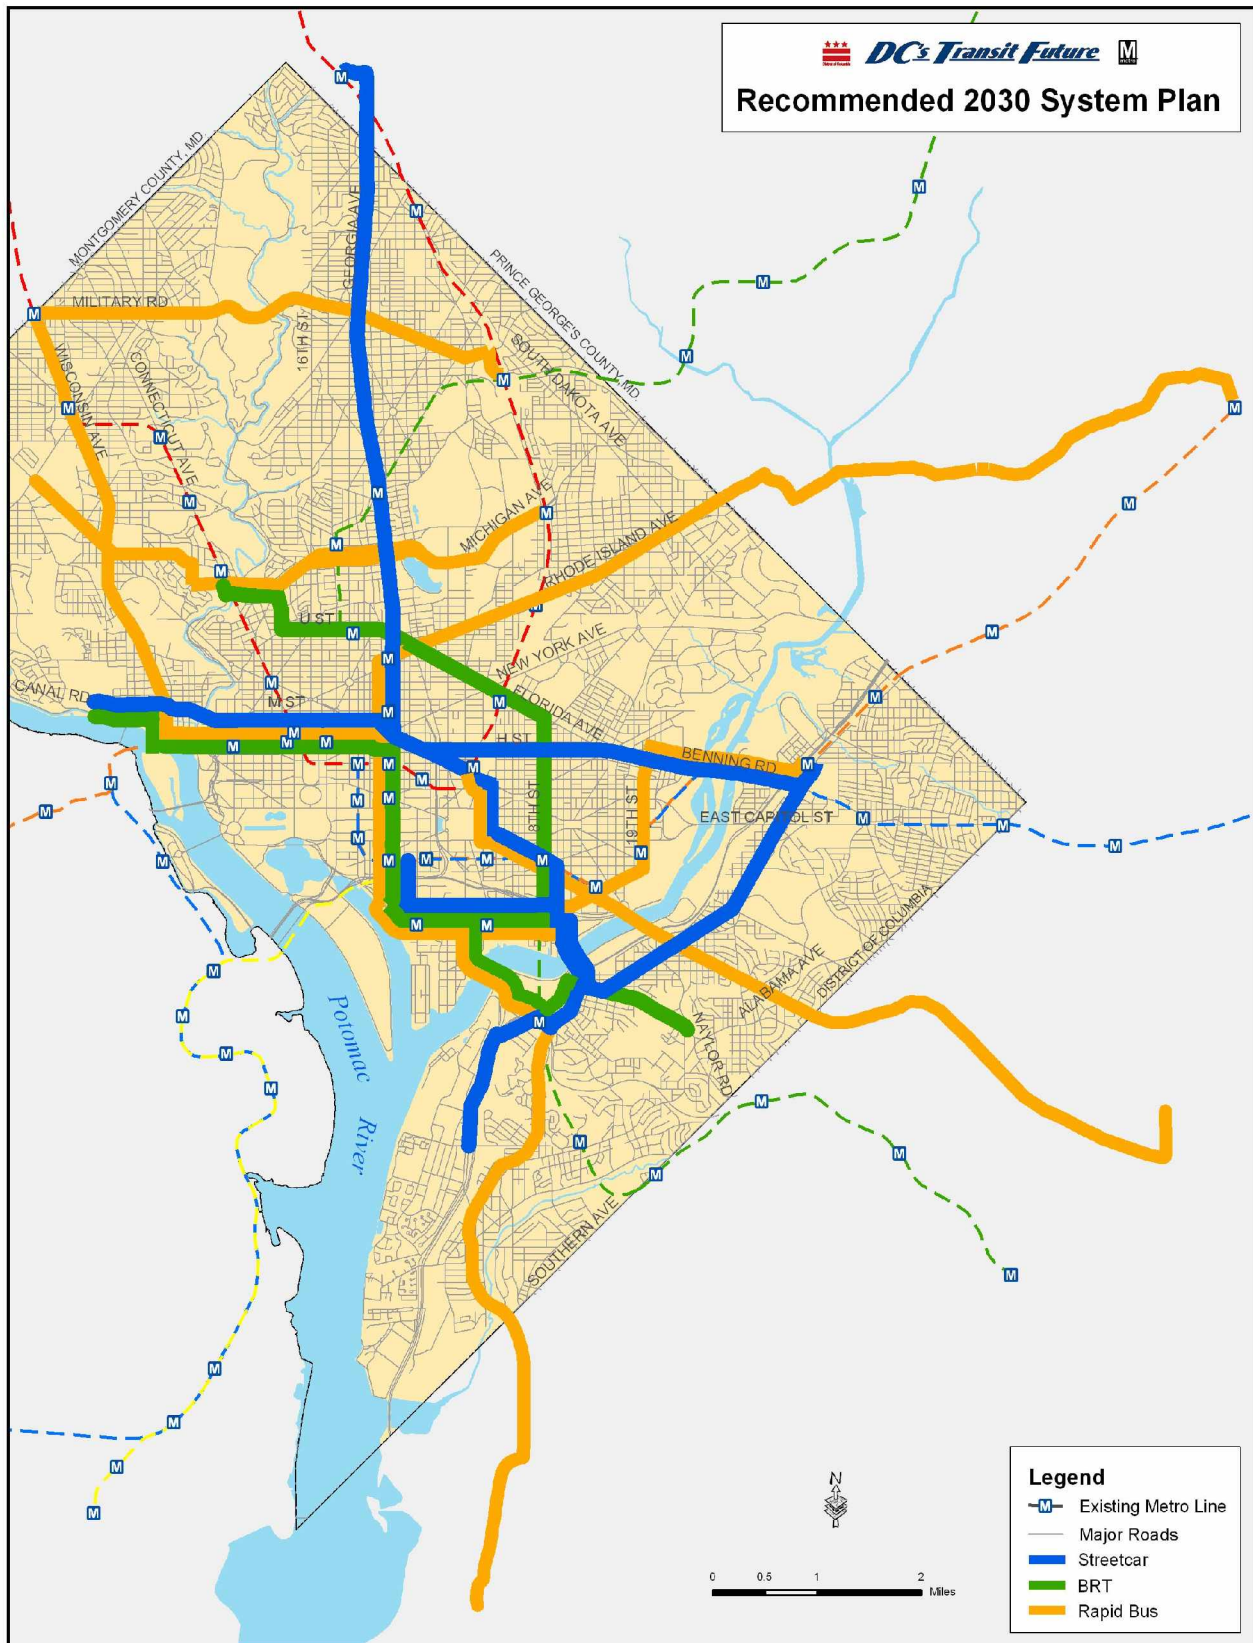 DC's Transit Future
M
metro
Recommended 2030 System Plan
MONTGOMERY COUNTY, MD.
GEORGIA AVE
PRINCE GEORGE'S COUNTY, MD.
MILITARY RD
16TH ST
WISCONSIN AVE
CONNECTICUT AVE
SOUTH DAKOTA AVE
MICHIGAN AVE
RHODE ISLAND AVE
U ST
NEW YORK AVE
FLORIDA AVE
CANAL RD
M ST
H ST
BENNING RD
8TH ST
19TH ST
EAST CAPITOL ST
DISTRICT OF COLUMBIA
ALABAMA AVE
NAYLOR RD
Potomac
River
SOUTHERN AVE
N
0 0.5 1 2
Miles
Legend
M Existing Metro Line
Major Roads
Streetcar
BRT
Rapid Bus